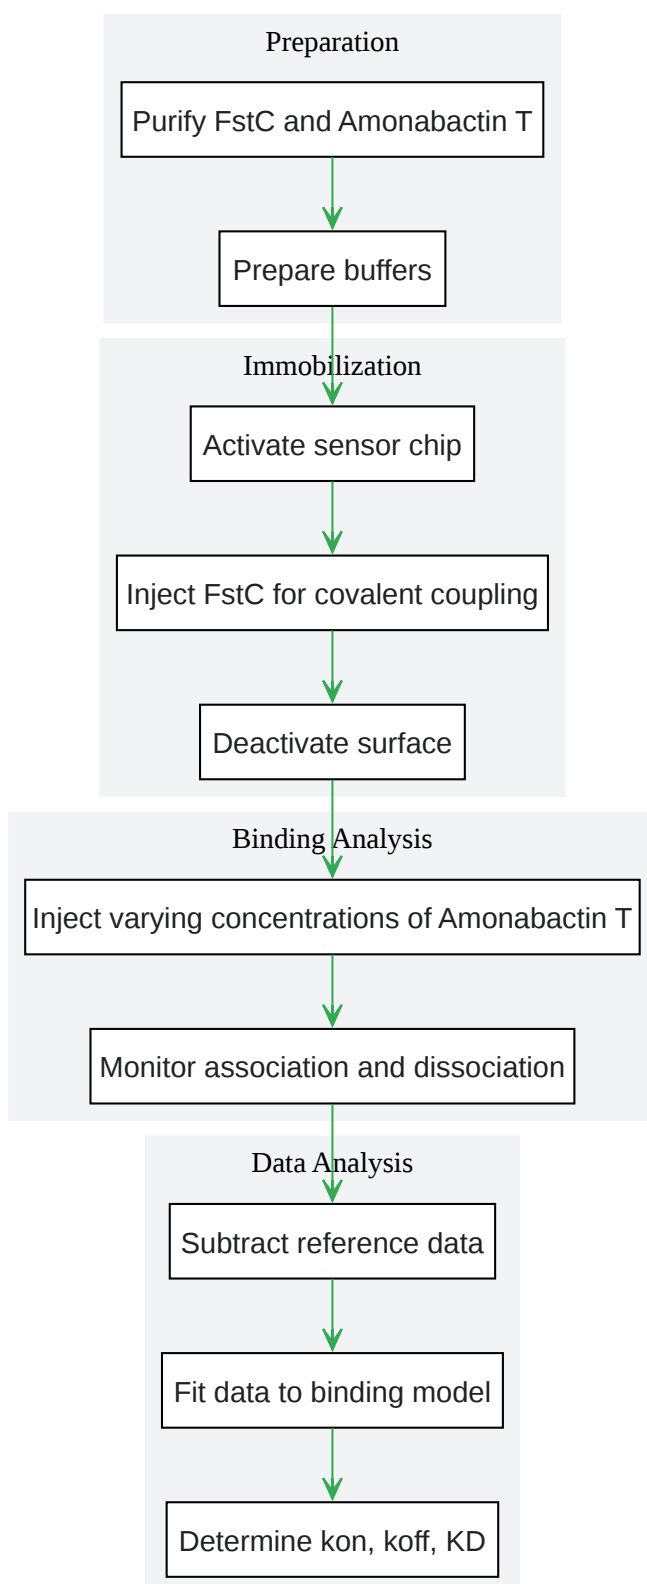 Preparation
Purify FstC and Amonabactin T
Prepare buffers
Immobilization
Activate sensor chip
Inject FstC for covalent coupling
Deactivate surface
Binding Analysis
Inject varying concentrations of Amonabactin T
Monitor association and dissociation
Data Analysis
Subtract reference data
Fit data to binding model
Determine kon, koff, KD